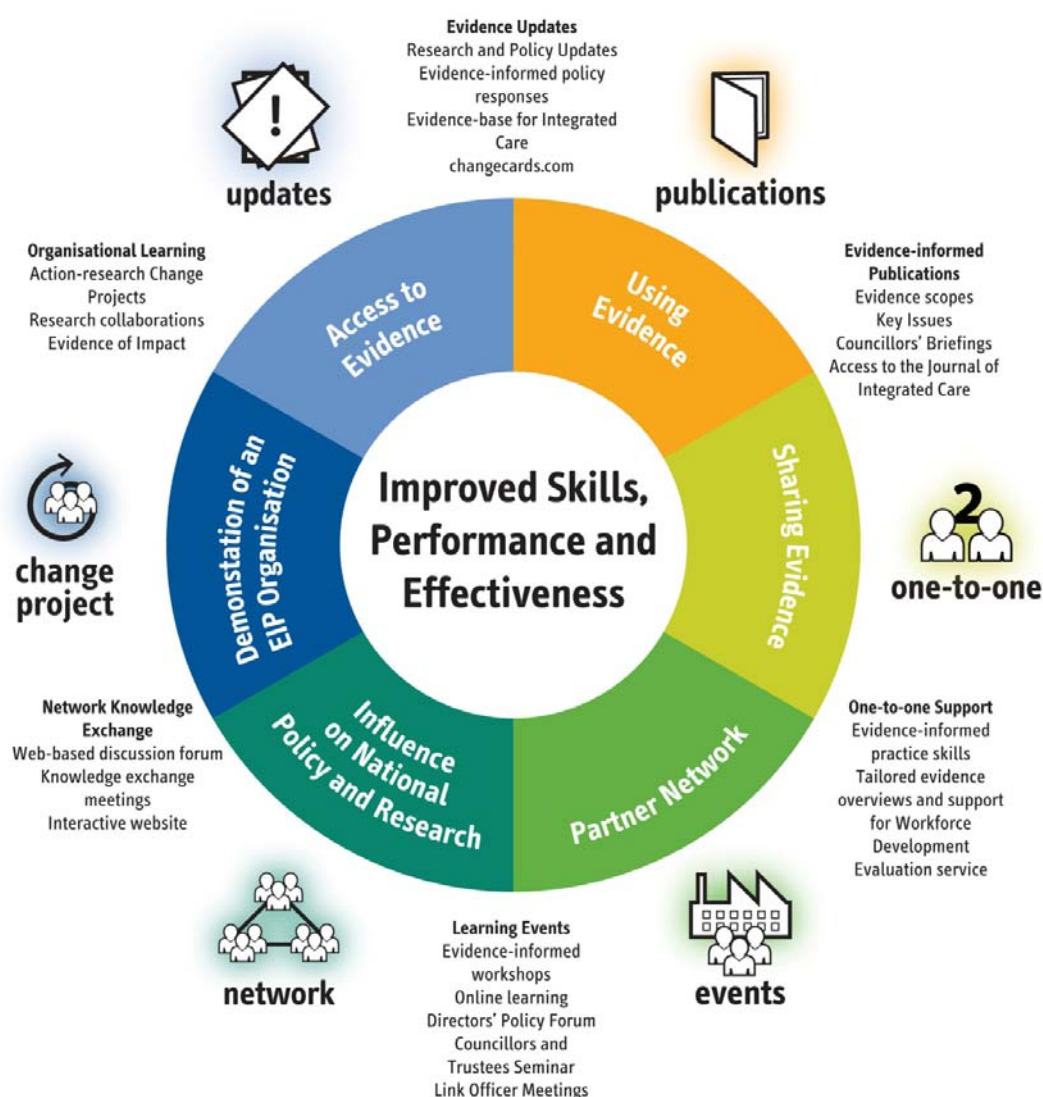 Evidence Updates
Research and Policy Updates
Evidence-informed policy
responses
Evidence-base for Integrated
Care
changecards.com
!
updates
publications
Organisational Learning
Action-research Change
Projects
Research collaborations
Evidence of Impact
Evidence-informed
Publications
Evidence scopes
Key Issues
Councillors' Briefings
Access to the Journal of
Integrated Care
Access to
Evidence
Using
Evidence
Sharing Evidence
Partner Network
Influence
on National
Policy and Research
Demonstation of an
EIP Organisation
Improved Skills,
Performance and
Effectiveness
change
project
2
one-to-one
Network Knowledge
Exchange
Web-based discussion forum
Knowledge exchange
meetings
Interactive website
One-to-one Support
Evidence-informed
practice skills
Tailored evidence
overviews and support
for Workforce
Development
Evaluation service
network
Learning Events
Evidence-informed
workshops
Online learning
Directors' Policy Forum
Councillors and
Trustees Seminar
Link Officer Meetings
events